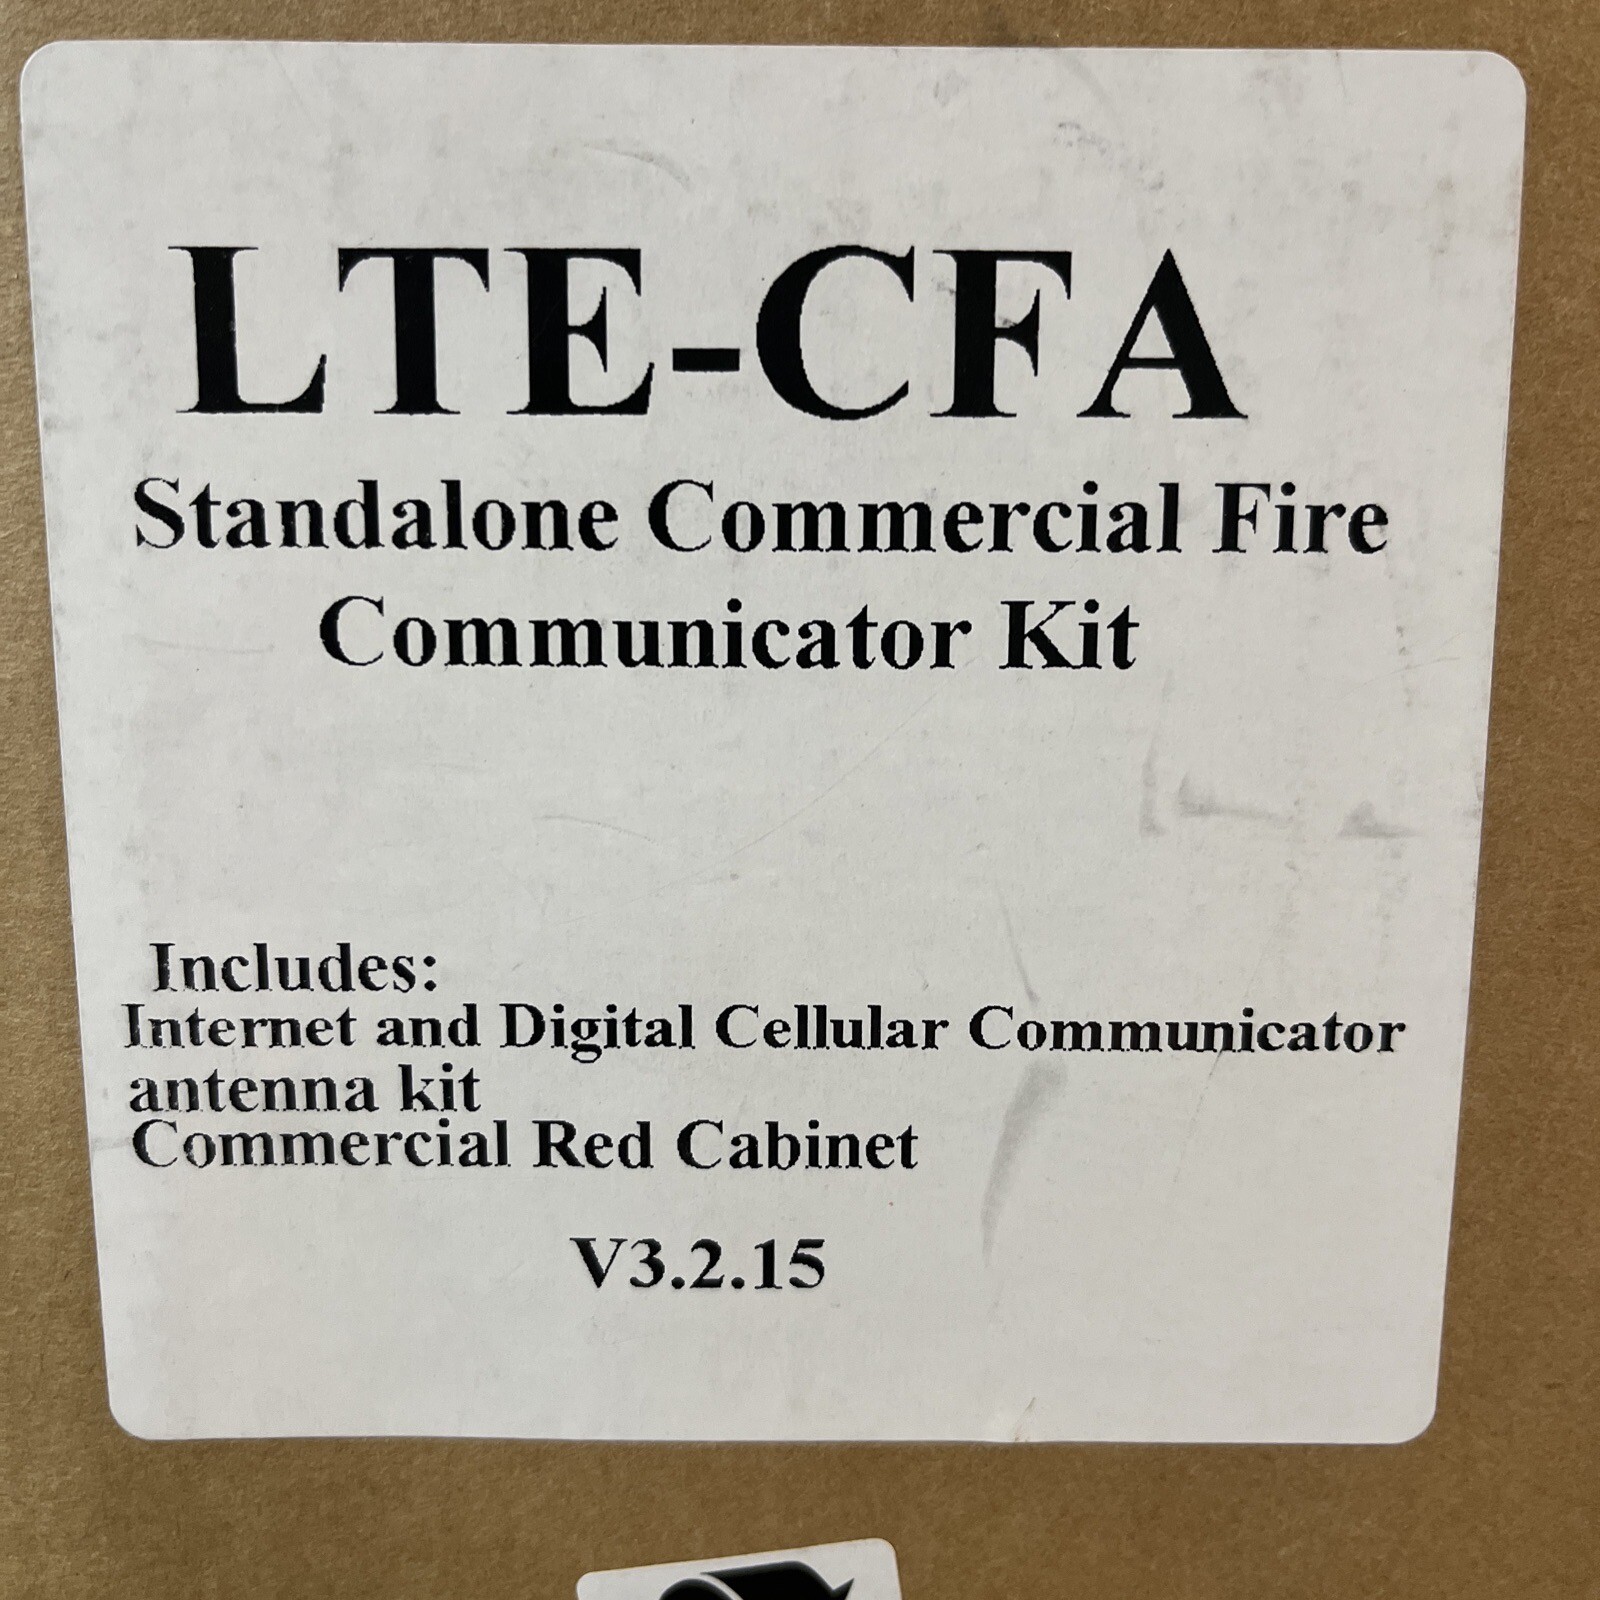 LTE-CFA
Standalone Commercial Fire
Communicator Kit
Includes:
Internet and Digital Cellular Communicator
antenna kit
Commercial Red Cabinet
V3.2.15